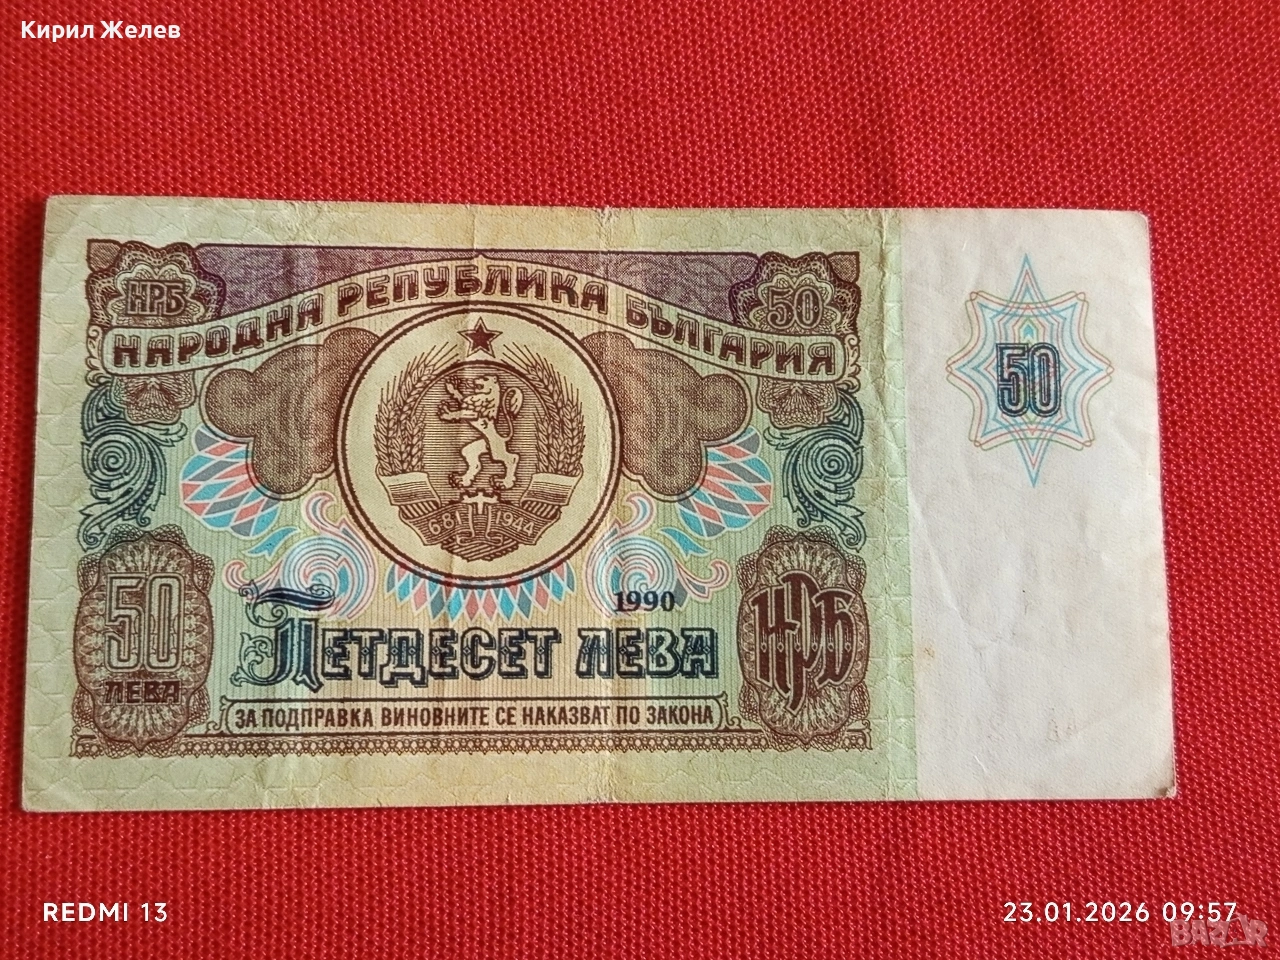 Кирил Желев
НРБ
НАРОДНА РЕПУБЛИКА БЪЛГАРИЯ
50
50
681 1944
1990
ПЕТДЕСЕТ ЛЕВА
50
ЛЕВА
НРБ
ЗА ПОДПРАВКА ВИНОВНИТЕ СЕ НАКАЗВАТ ПО ЗАКОНА
REDMI 13
23.01.2026 09:57
BAZAR